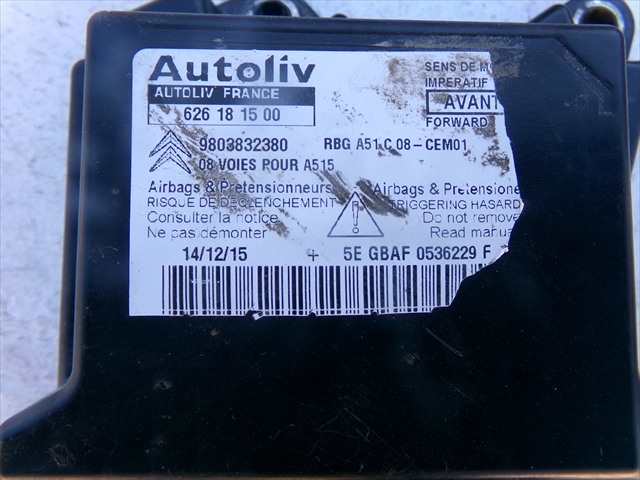 Autoliv
AUTOLIV FRANCE
626 18 15 00
SENS DE
IMPERATIF
AVANT
FORWARD
9803832380 RBG A51 C 08-CEM01
08 VOIES POUR A515
Airbags & Pretensionneurs
RISQUE DE DECLENCHEMENT
Consulter la notice
Ne pas démonter
Airbags & Pretensione
TRIGGERING HASARD
Do not remove
Read manua
14/12/15 + 5E GBAF 0536229 F